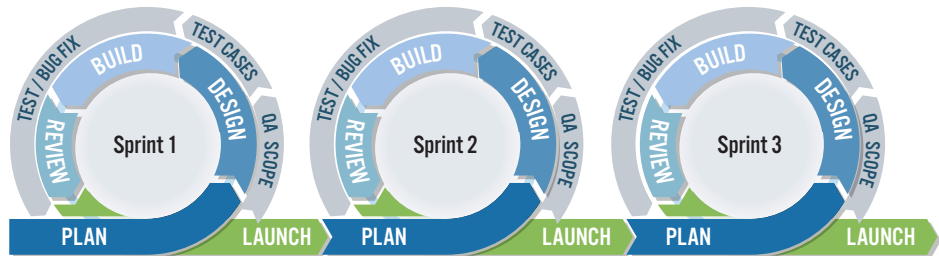 TEST / BUG FIX
BUILD
TEST CASES
DESIGN
QA SCOPE
REVIEW
Sprint 1
PLAN
LAUNCH
TEST / BUG FIX
BUILD
TEST CASES
DESIGN
QA SCOPE
REVIEW
Sprint 2
PLAN
LAUNCH
TEST / BUG FIX
BUILD
TEST CASES
DESIGN
QA SCOPE
REVIEW
Sprint 3
PLAN
LAUNCH